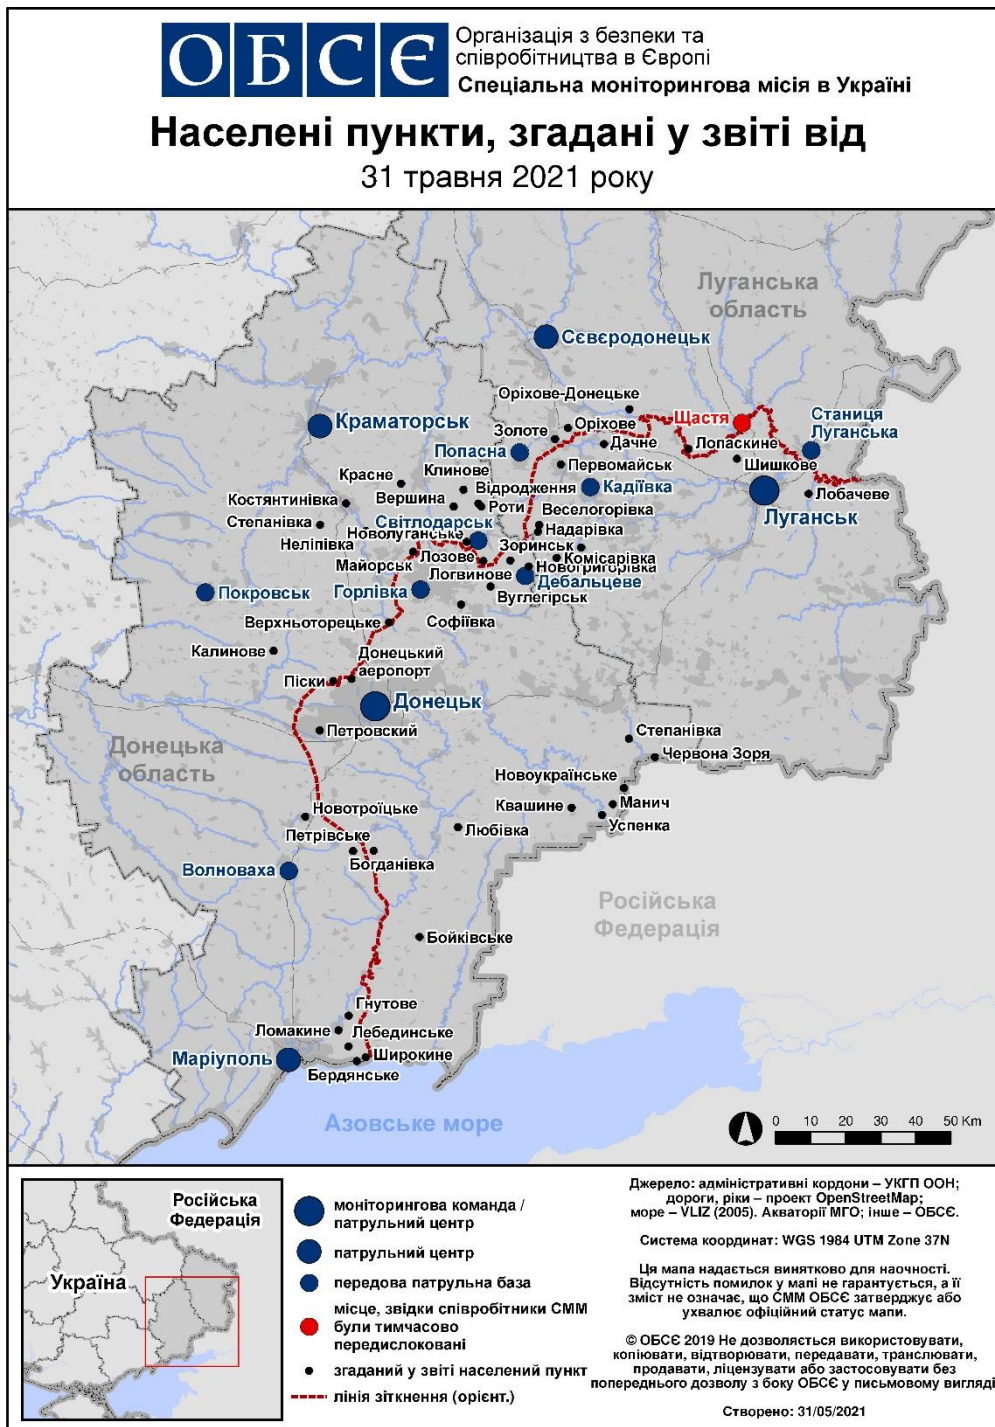 ОБСЄ
Організація з безпеки та
співробітництва в Європі
Спеціальна моніторингова місія в Україні
Населені пункти, згадані у звіті від
31 травня 2021 року
Луганська
область
Сєвєродонецьк
Оріхове-Донецьке
Щастя
Станиця
Луганська
Краматорськ
Золоте
Оріхове
Дачне
Лопаскине
Попасна
Первомайськ
Шишкове
Красне
Клинове
Кадіївка
Лобачеве
Костянтинівка
Вершина
Відродження
Роти
Веселогорівка
Луганськ
Степанівка
Світлодарськ
Надарівка
Неліпівка
Новолуганське
Зоринськ
Комісарівка
Майорськ
Лозове
Новогригорівка
Логвинове
Дебальцеве
Покровськ
Горлівка
Вуглегірськ
Верхньоторецьке
Софіївка
Калинове
Донецький
аеропорт
Піски
Донецьк
Петровский
Донецька
область
Степанівка
Червона Зоря
Новоукраїнське
Квашине
Манич
Успенка
Новотроїцьке
Любівка
Петрівське
Богданівка
Волноваха
Російська
Федерація
Бойківське
Гнутове
Ломакине
Лебединське
Маріуполь
Широкине
Бердянське
Азовське море
0 10 20 30 40 50 Km
Російська
Федерація
Україна
моніторингова команда /
патрульний центр
патрульний центр
передова патрульна база
місце, звідки співробітники СММ
були тимчасово
передислоковані
згаданий у звіті населений пункт
лінія зіткнення (орієнт.)
Джерело: адміністративні кордони – УКГП ООН;
дороги, ріки – проект OpenStreetMap;
море – VLIZ (2005). Акваторії МГО; інше – ОБСЄ.
Система координат: WGS 1984 UTM Zone 37N
Ця мапа надається винятково для наочності.
Відсутність помилок у мапі не гарантується, а її
зміст не означає, що СММ ОБСЄ затверджує або
ухвалює офіційний статус мапи.
© ОБСЄ 2019 Не дозволяється використовувати,
копіювати, відтворювати, передавати, транслювати,
продавати, ліцензувати або застосовувати без
попереднього дозволу з боку ОБСЄ у письмовому вигляді
Створено: 31/05/2021